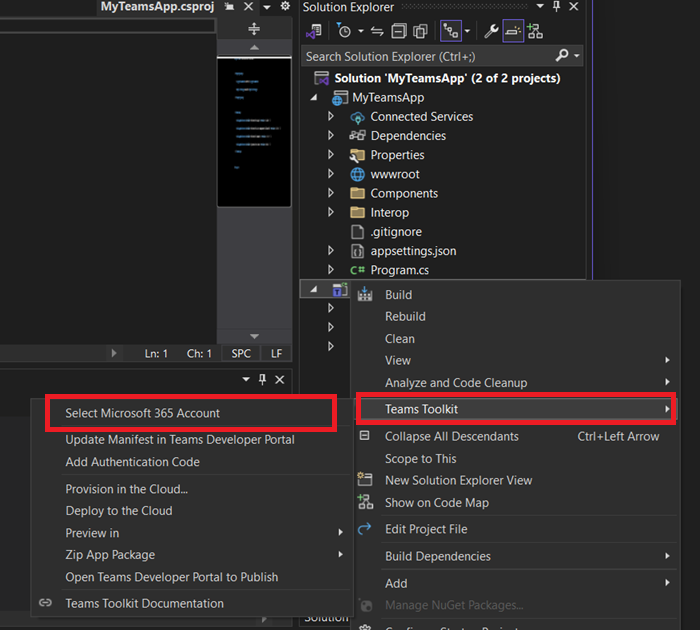 MyTeamsApp.csproj
Solution Explorer
Search Solution Explorer (Ctrl+;)
Solution 'MyTeamsApp' (2 of 2 projects)
MyTeamsApp
Connected Services
Dependencies
Properties
wwwroot
Components
Interop
.gitignore
appsettings.json
C# Program.cs
Ln: 1 Ch: 1 SPC LF
Build
Rebuild
Clean
View
Analyze and Code Cleanup
Teams Toolkit
Collapse All Descendants Ctrl+Left Arrow
Scope to This
New Solution Explorer View
Show on Code Map
Edit Project File
Build Dependencies
Add
Manage NuGet Packages...
Select Microsoft 365 Account
Update Manifest in Teams Developer Portal
Add Authentication Code
Provision in the Cloud...
Deploy to the Cloud
Preview in
Zip App Package
Open Teams Developer Portal to Publish
Teams Toolkit Documentation
Solution